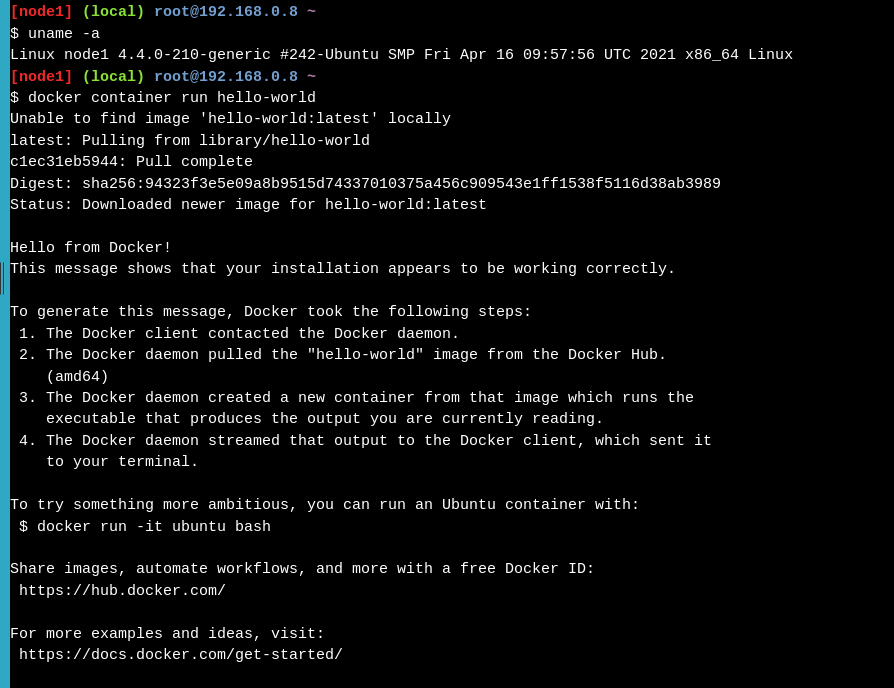 [node1] (local) root@192.168.0.8 ~
$ uname -a
Linux node1 4.4.0-210-generic #242-Ubuntu SMP Fri Apr 16 09:57:56 UTC 2021 x86_64 Linux
[node1] (local) root@192.168.0.8 ~
$ docker container run hello-world
Unable to find image 'hello-world:latest' locally
latest: Pulling from library/hello-world
c1ec31eb5944: Pull complete
Digest: sha256:94323f3e5e09a8b9515d74337010375a456c909543e1ff1538f5116d38ab3989
Status: Downloaded newer image for hello-world:latest

Hello from Docker!
This message shows that your installation appears to be working correctly.

To generate this message, Docker took the following steps:
 1. The Docker client contacted the Docker daemon.
 2. The Docker daemon pulled the "hello-world" image from the Docker Hub.
    (amd64)
 3. The Docker daemon created a new container from that image which runs the
    executable that produces the output you are currently reading.
 4. The Docker daemon streamed that output to the Docker client, which sent it
    to your terminal.

To try something more ambitious, you can run an Ubuntu container with:
 $ docker run -it ubuntu bash

Share images, automate workflows, and more with a free Docker ID:
 https://hub.docker.com/

For more examples and ideas, visit:
 https://docs.docker.com/get-started/